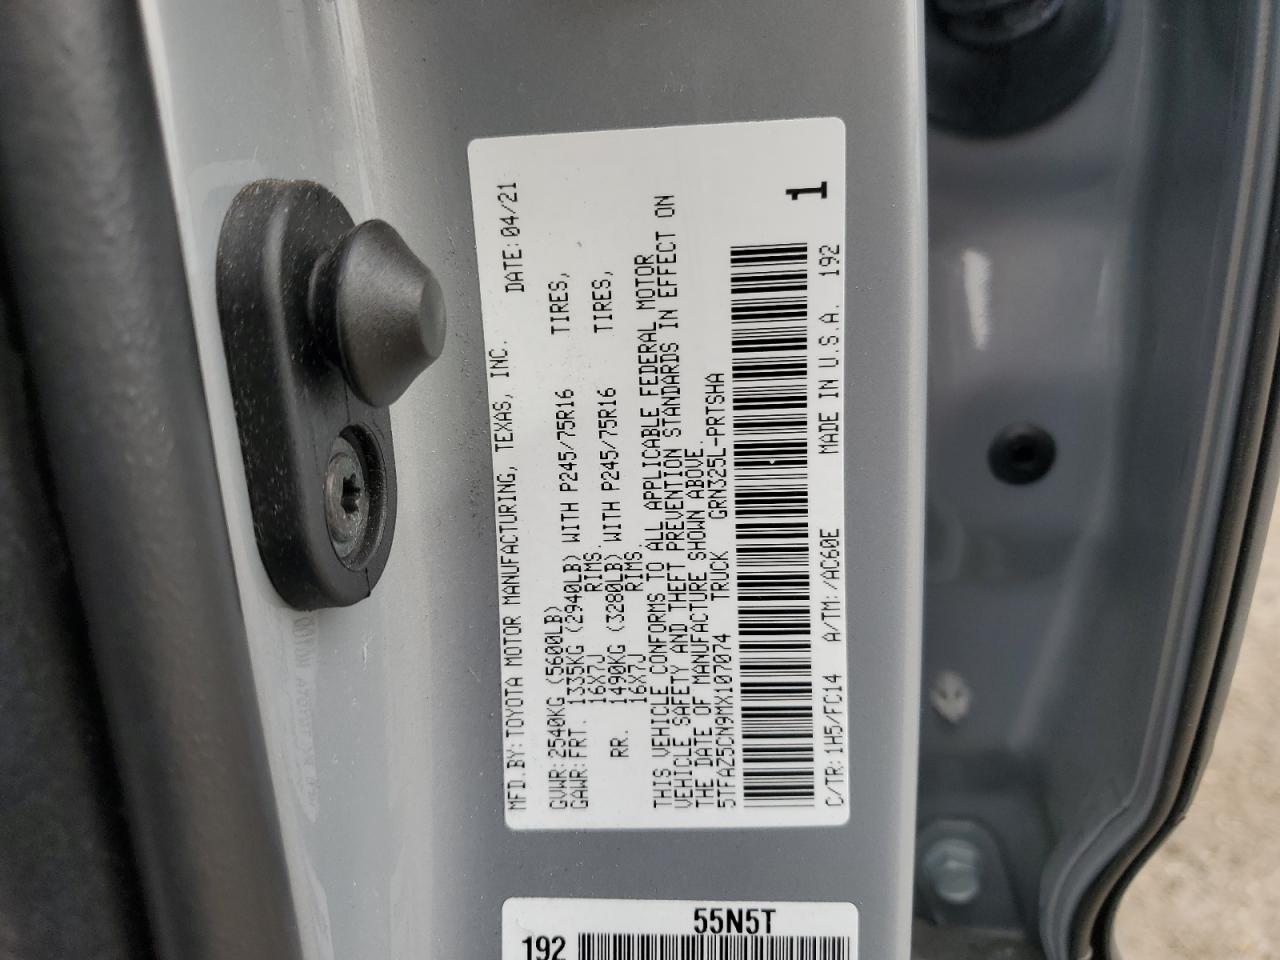 MFD.BY:TOYOTA MOTOR MANUFACTURING, TEXAS, INC. DATE:04/21
GVWR:2540KG (5600LB)
GAWR:FRT. 1335KG (2940LB) WITH P245/75R16 TIRES,
16X7J RIMS.
RR. 1490KG (3280LB) WITH P245/75R16 TIRES,
16X7J RIMS.
THIS VEHICLE CONFORMS TO ALL APPLICABLE FEDERAL MOTOR
VEHICLE SAFETY AND THEFT PREVENTION STANDARDS IN EFFECT ON
THE DATE OF MANUFACTURE SHOWN ABOVE.
5TFAZ5CN9MX107074 TRUCK GRN325L-PRTSHA
1
C/TR:1H5/FC14 A/TM:/AC60E MADE IN U.S.A. 192
55N5T
192